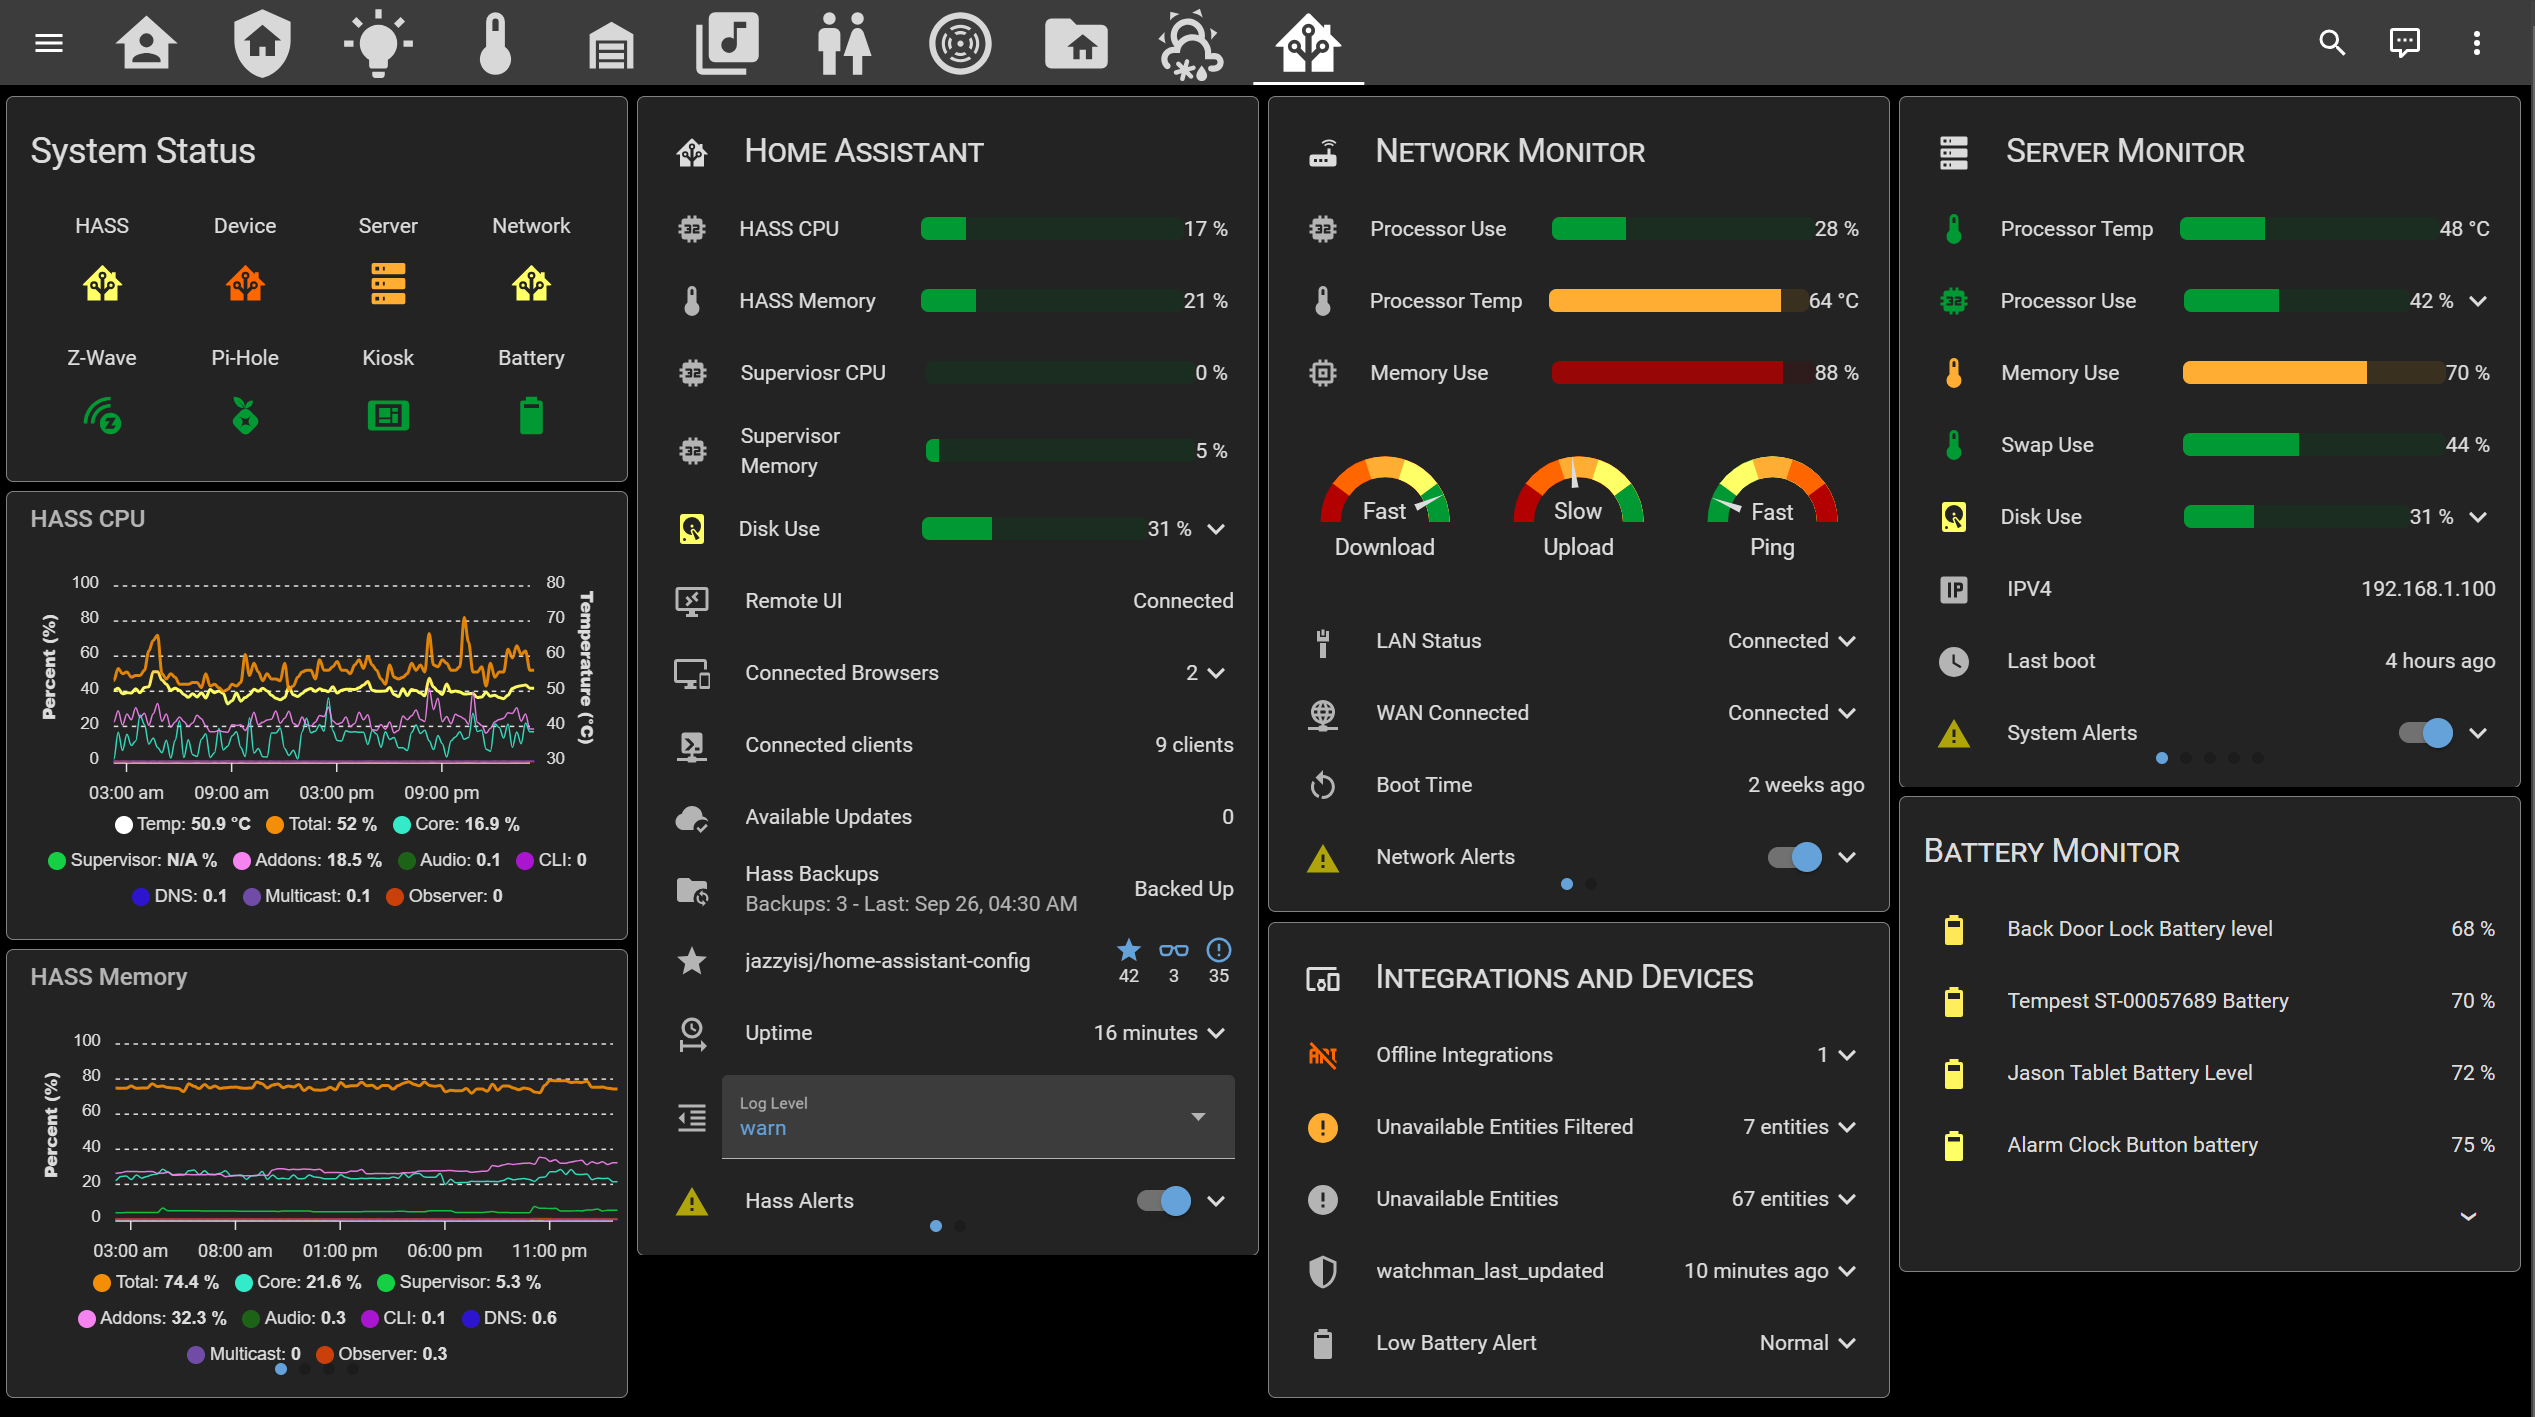 System Status
HASS Device Server Network
Z-Wave Pi-Hole Kiosk Battery
HASS CPU
100 80
80 70
60 60
40 50
20 40
0 30
Percent (%)
Temperature (°C)
03:00 am 09:00 am 03:00 pm 09:00 pm
Temp: 50.9 °C Total: 52 % Core: 16.9 %
Supervisor: N/A % Addons: 18.5 % Audio: 0.1 CLI: 0
DNS: 0.1 Multicast: 0.1 Observer: 0
HASS Memory
100
80
60
40
20
0
Percent (%)
03:00 am 08:00 am 01:00 pm 06:00 pm 11:00 pm
Total: 74.4 % Core: 21.6 % Supervisor: 5.3 %
Addons: 32.3 % Audio: 0.3 CLI: 0.1 DNS: 0.6
Multicast: 0 Observer: 0.3
HOME ASSISTANT
32 HASS CPU 17 %
HASS Memory 21 %
32 Superviosr CPU 0 %
32 Supervisor
Memory 5 %
Disk Use 31 %
Remote UI Connected
Connected Browsers 2
Connected clients 9 clients
Available Updates 0
Hass Backups Backed Up
Backups: 3 - Last: Sep 26, 04:30 AM
jazzyisj/home-assistant-config 42 3 35
Uptime 16 minutes
Log Level
warn
Hass Alerts
NETWORK MONITOR
32 Processor Use 28 %
Processor Temp 64 °C
Memory Use 88 %
Fast Slow Fast
Download Upload Ping
LAN Status Connected
WAN Connected Connected
Boot Time 2 weeks ago
Network Alerts
INTEGRATIONS AND DEVICES
Offline Integrations 1
Unavailable Entities Filtered 7 entities
Unavailable Entities 67 entities
watchman_last_updated 10 minutes ago
Low Battery Alert Normal
SERVER MONITOR
Processor Temp 48 °C
32 Processor Use 42 %
Memory Use 70 %
Swap Use 44 %
Disk Use 31 %
IP IPV4 192.168.1.100
Last boot 4 hours ago
System Alerts
BATTERY MONITOR
Back Door Lock Battery level 68 %
Tempest ST-00057689 Battery 70 %
Jason Tablet Battery Level 72 %
Alarm Clock Button battery 75 %